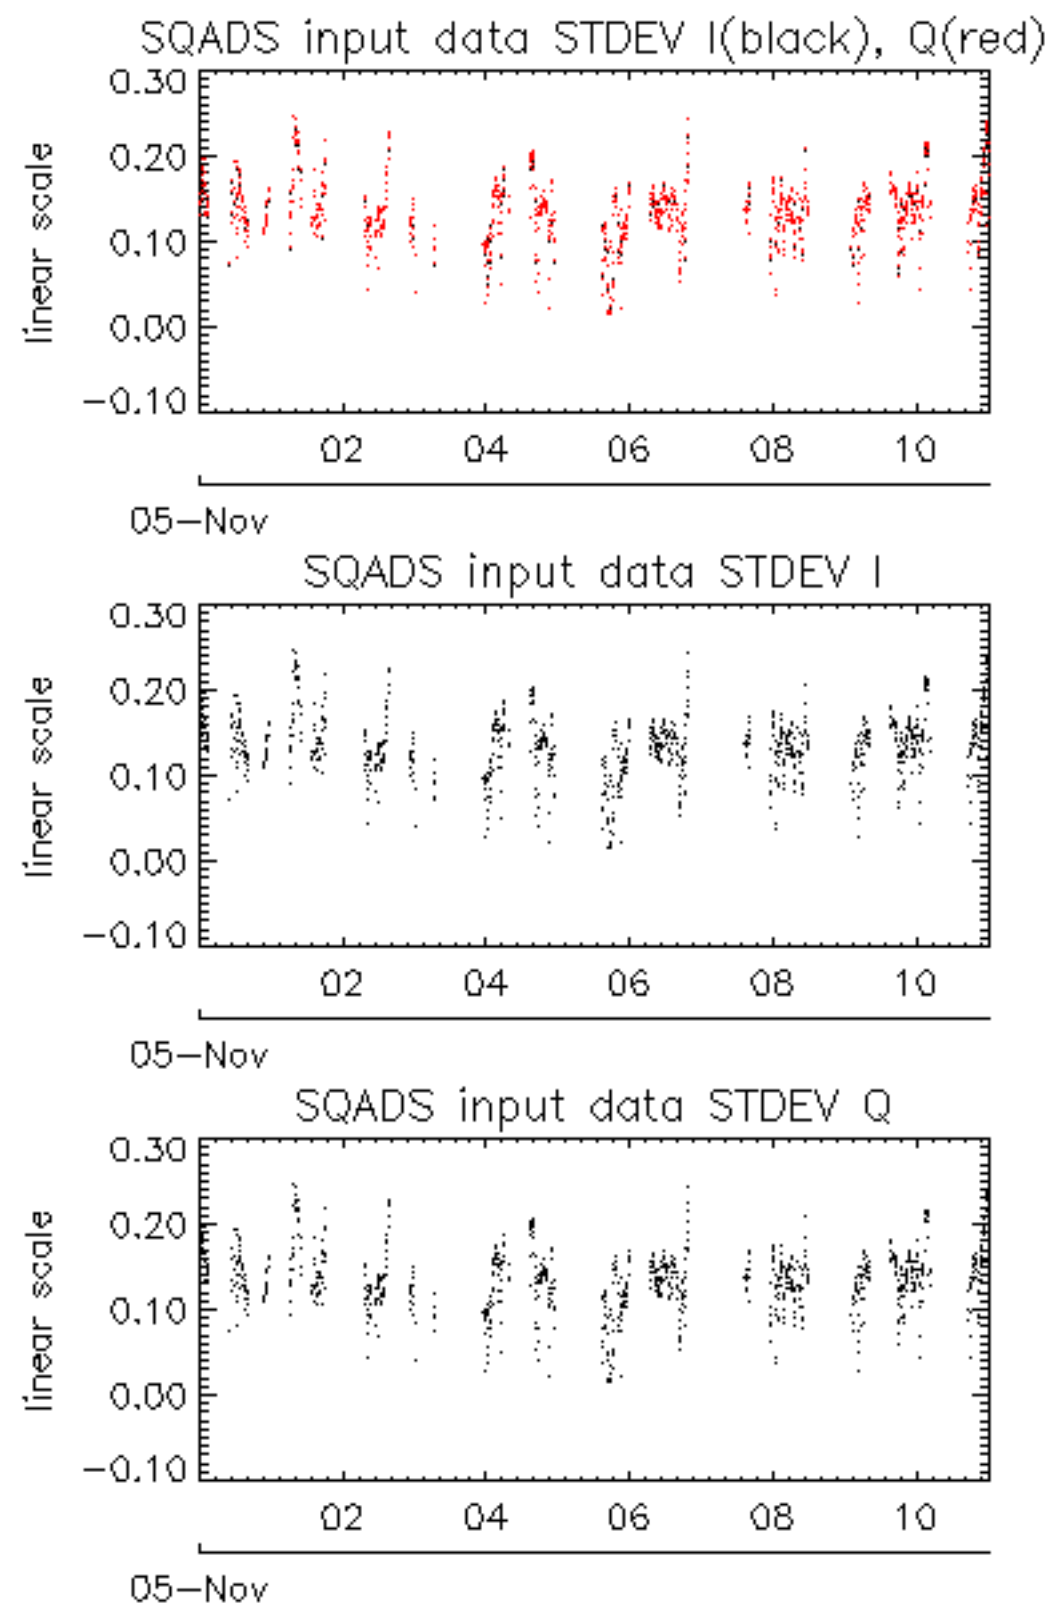 SQADS input data STDEV I(black), Q(red)
0.30
0.20
0.10
0.00
-0.10
linear scale
02 04 06 08 10
05-Nov
SQADS input data STDEV I
0.30
0.20
0.10
0.00
-0.10
linear scale
02 04 06 08 10
05-Nov
SQADS input data STDEV Q
0.30
0.20
0.10
0.00
-0.10
linear scale
02 04 06 08 10
05-Nov